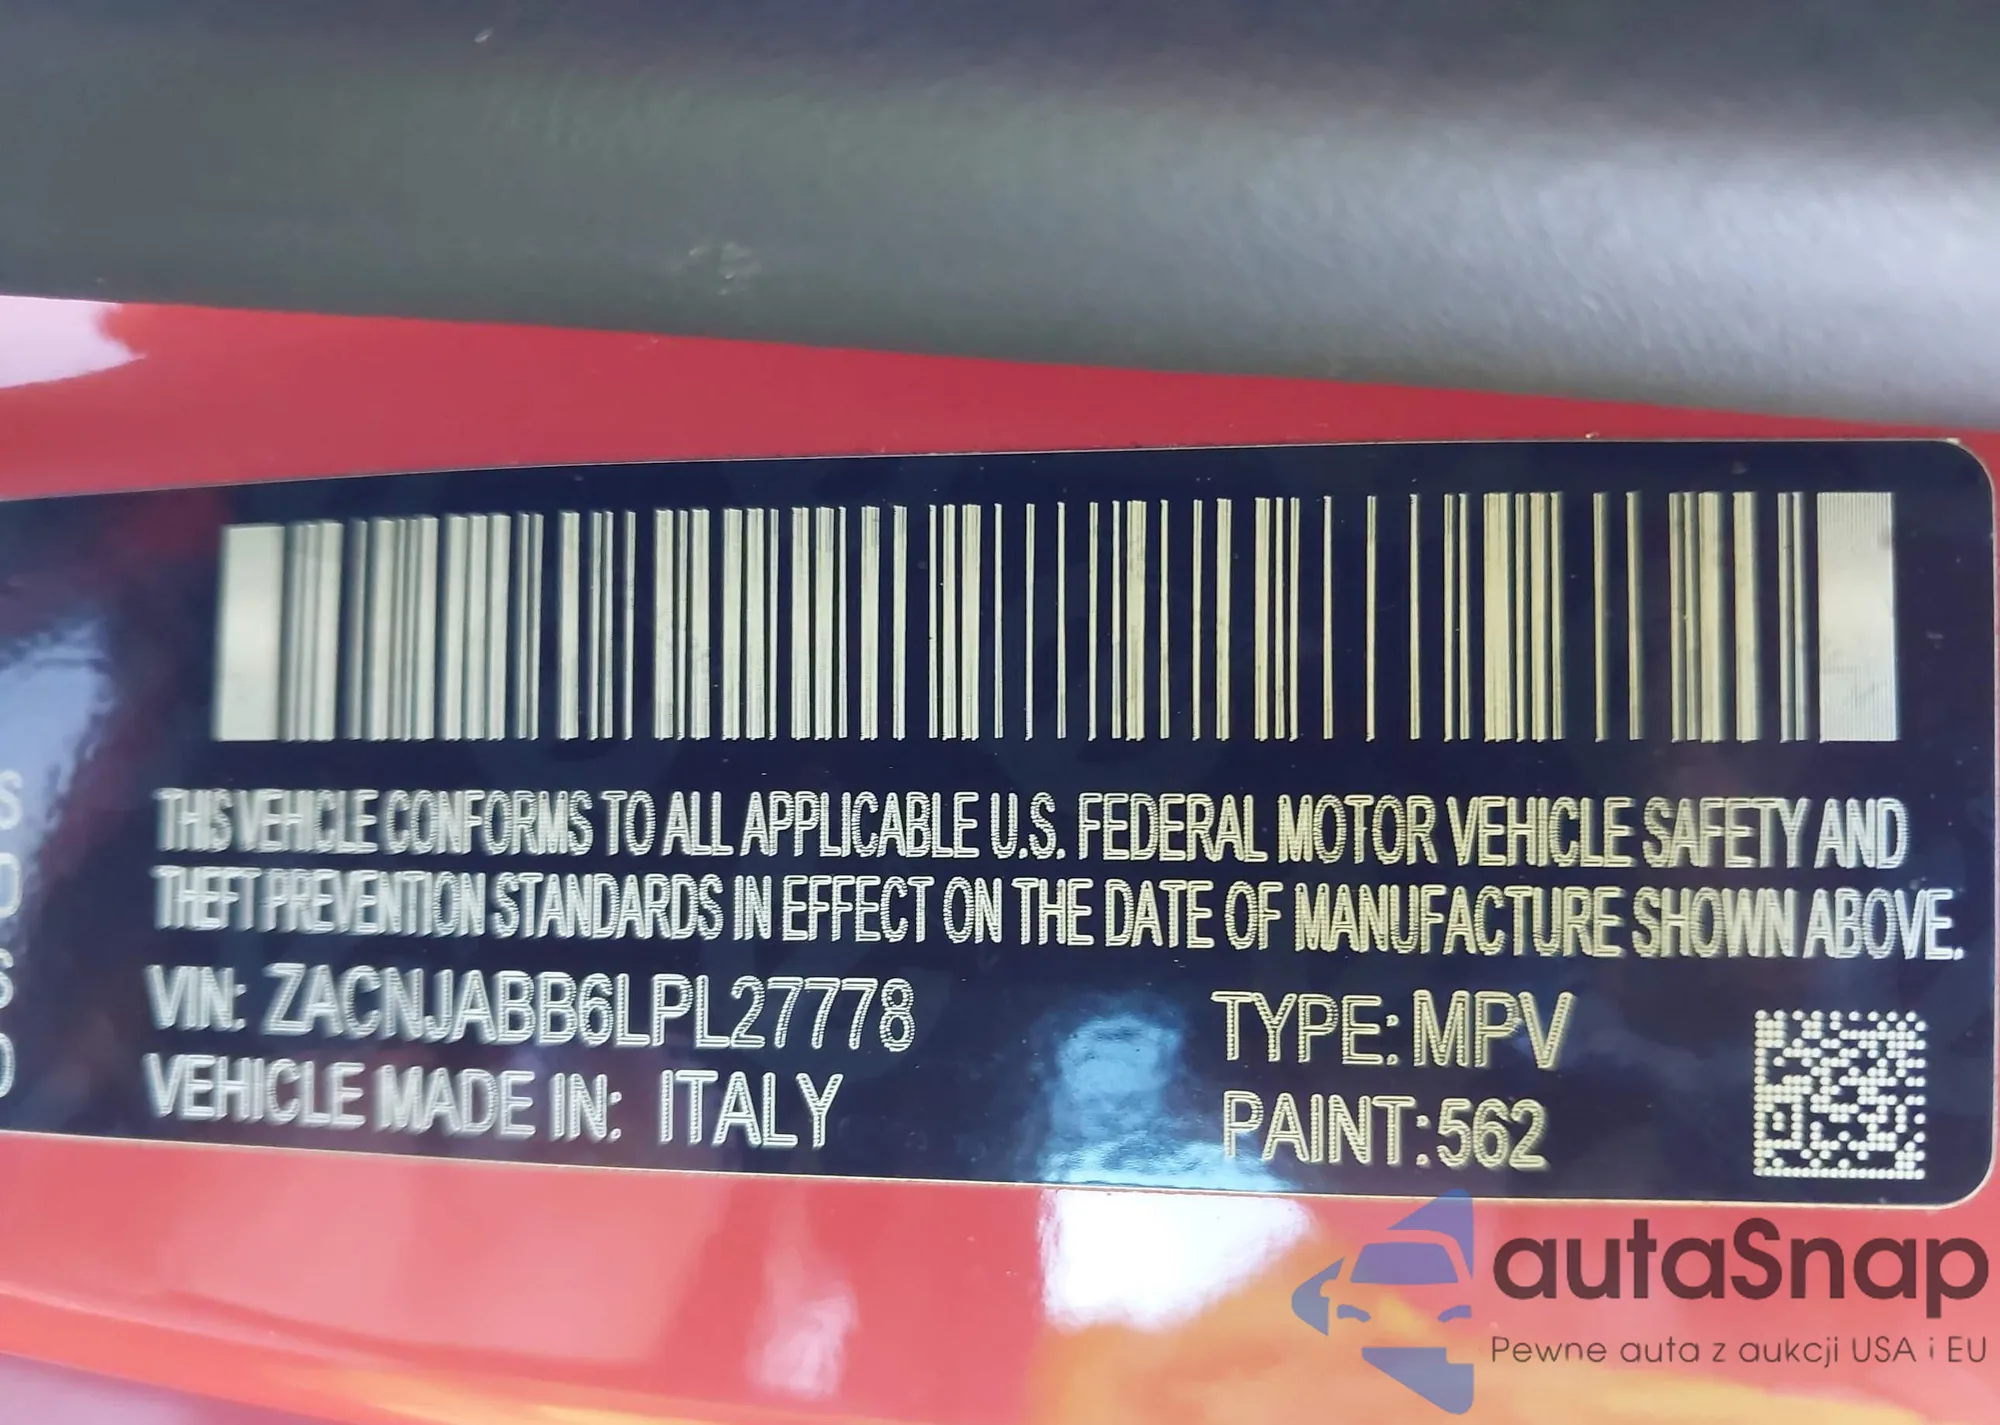 THIS VEHICLE CONFORMS TO ALL APPLICABLE U.S. FEDERAL MOTOR VEHICLE SAFETY AND
THEFT PREVENTION STANDARDS IN EFFECT ON THE DATE OF MANUFACTURE SHOWN ABOVE.
VIN: ZACNJABB6LPL27778
TYPE: MPV
VEHICLE MADE IN: ITALY
PAINT: 562
autaSnap
Pewne auta z aukcji USA i EU